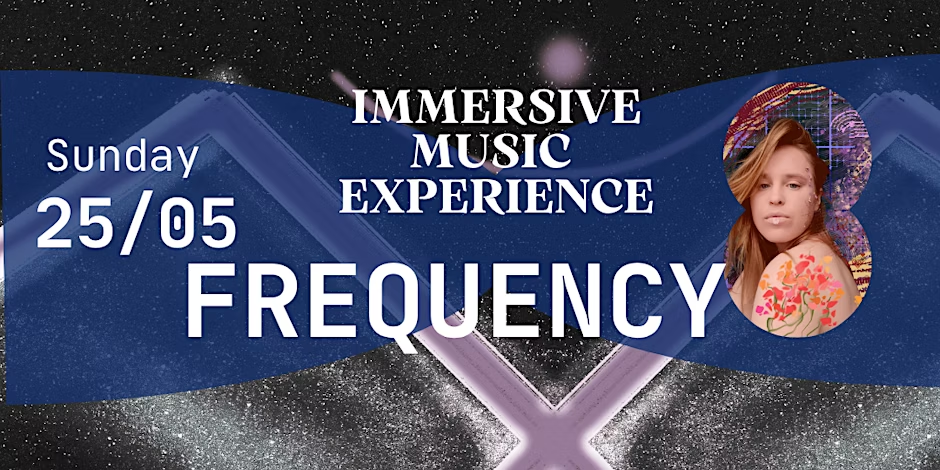 IMMERSIVE
MUSIC
EXPERIENCE
Sunday
25/05
FREQUENCY